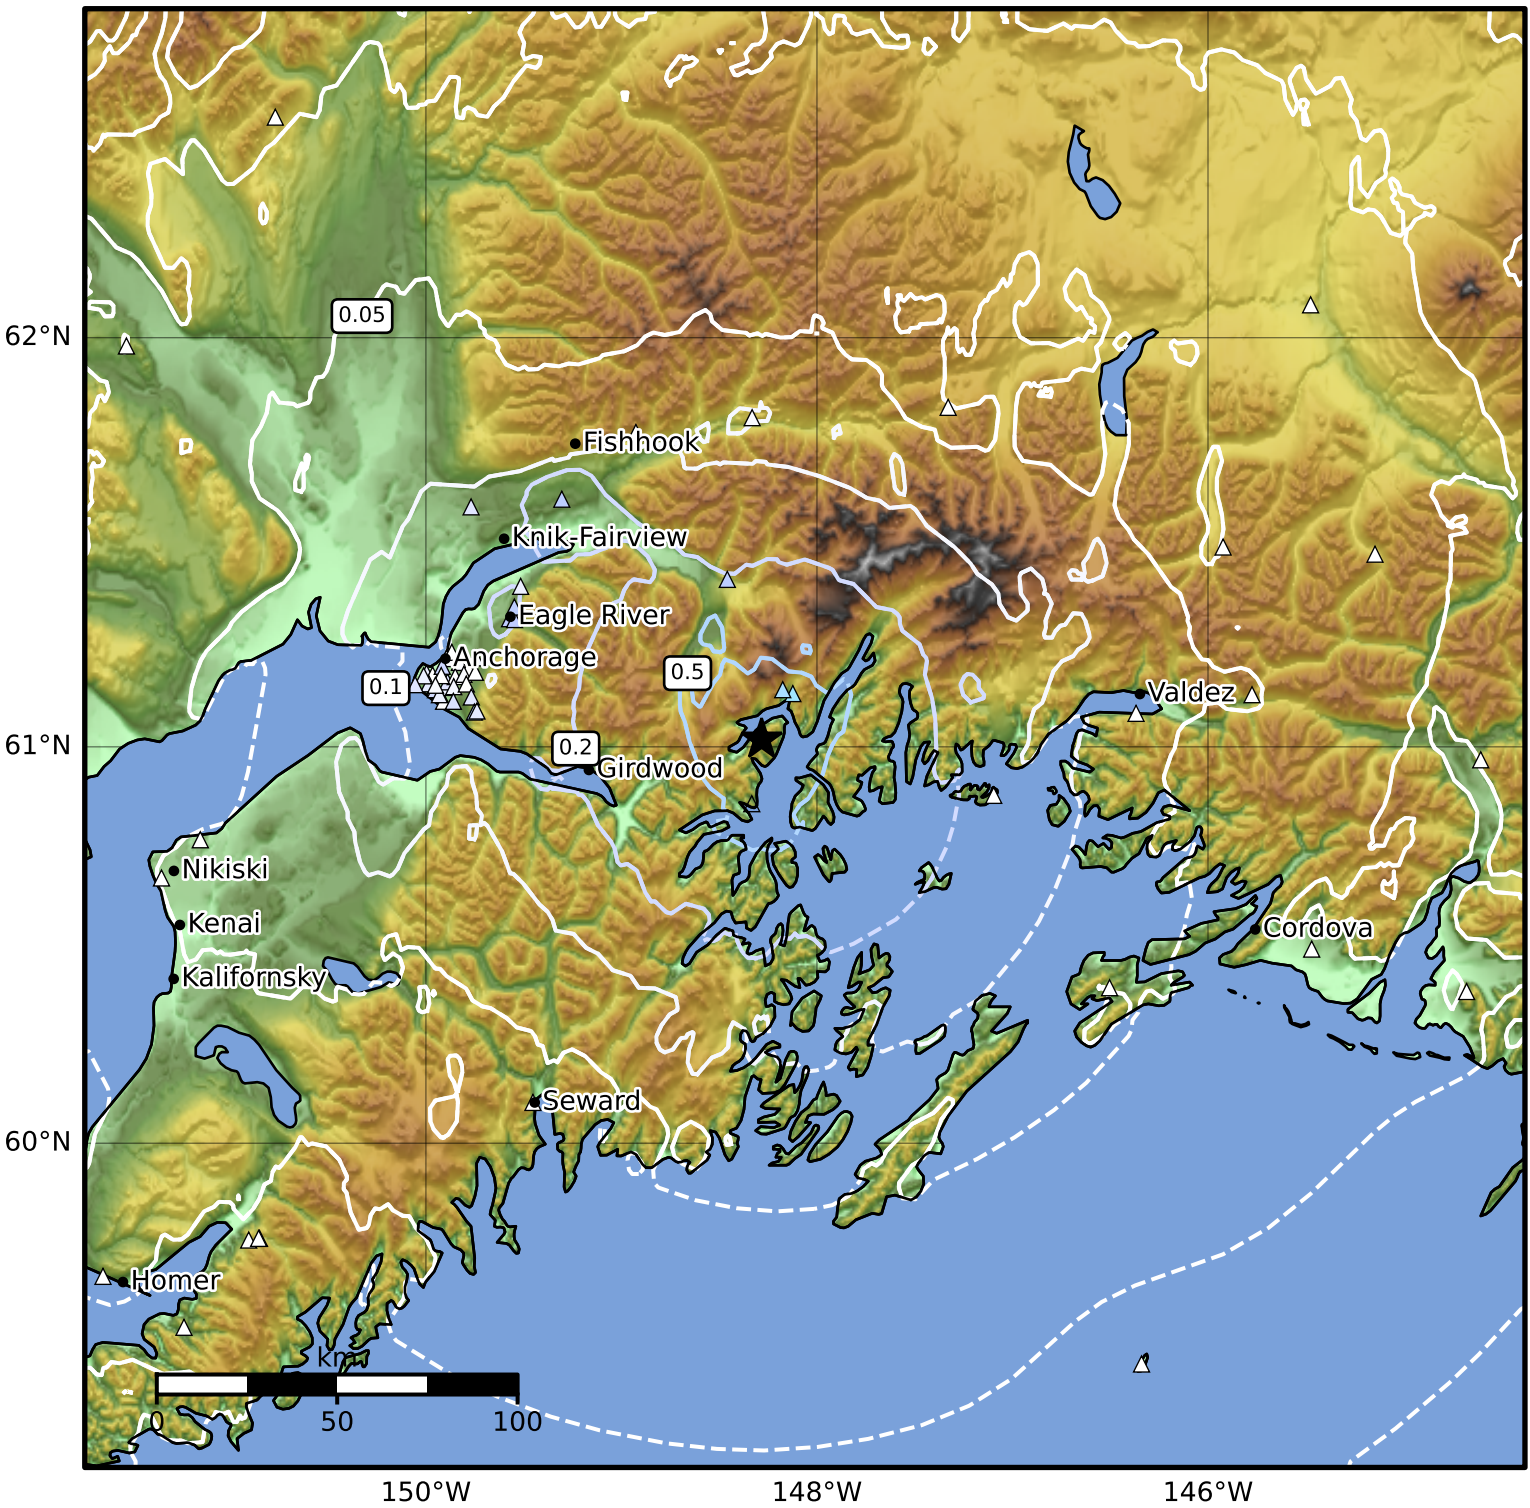 0.05
62°N
Fishhook
Knik-Fairview
Eagle River
Anchorage
0.5
0.1
Valdez
61°N
0.2
Girdwood
Nikiski
Kenai
Cordova
Kalifornsky
Seward
60°N
Homer
km
0 50 100
150°W 148°W 146°W